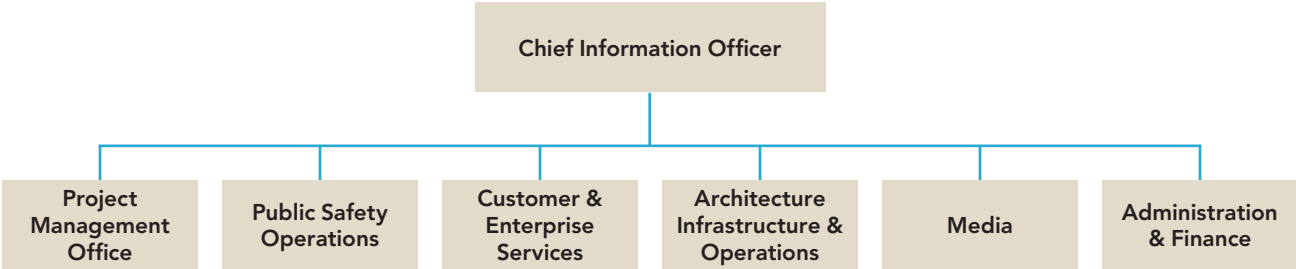 Chief Information Officer
Project
Management
Office
Public Safety
Operations
Customer &
Enterprise
Services
Architecture
Infrastructure &
Operations
Media
Administration
& Finance